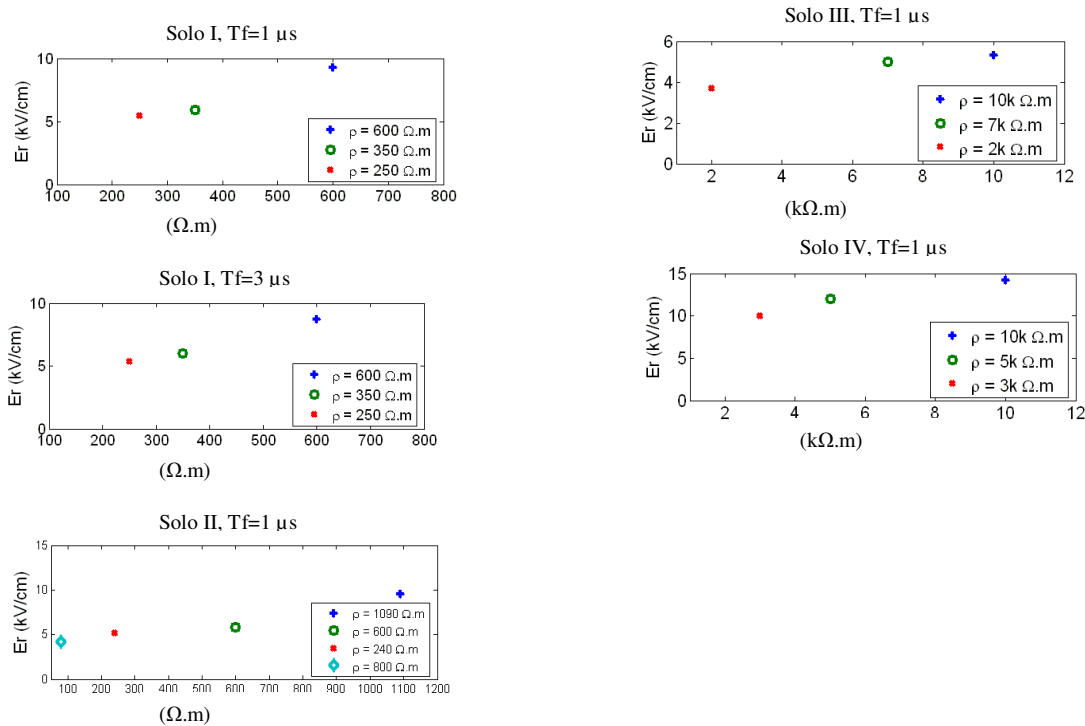 Solo I, Tf=1 µs
10
5
0
Er (kV/cm)
ρ = 600 Ω.m
ρ = 350 Ω.m
ρ = 250 Ω.m
100 200 300 400 500 600 700 800
(Ω.m)
Solo I, Tf=3 µs
10
5
0
Er (kV/cm)
ρ = 600 Ω.m
ρ = 350 Ω.m
ρ = 250 Ω.m
100 200 300 400 500 600 700 800
(Ω.m)
Solo II, Tf=1 µs
15
10
5
0
Er (kV/cm)
ρ = 1090 Ω.m
ρ = 600 Ω.m
ρ = 240 Ω.m
ρ = 800 Ω.m
100 200 300 400 500 600 700 800 900 1000 1100 1200
(Ω.m)
Solo III, Tf=1 µs
6
4
2
0
Er (kV/cm)
ρ = 10k Ω.m
ρ = 7k Ω.m
ρ = 2k Ω.m
2 4 6 8 10 12
(kΩ.m)
Solo IV, Tf=1 µs
15
10
5
0
Er (kV/cm)
ρ = 10k Ω.m
ρ = 5k Ω.m
ρ = 3k Ω.m
2 4 6 8 10 12
(kΩ.m)